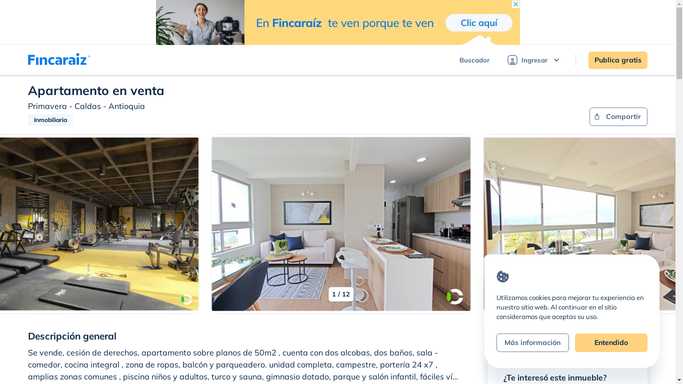 En Fincaraíz te ven porque te ven
Clic aquí
Fincaraiz
Buscador
Ingresar
Publica gratis
Apartamento en venta
Primavera - Caldas - Antioquia
Inmobiliaria
Compartir
1 / 12
Descripción general
Se vende, cesión de derechos, apartamento sobre planos de 50m2 , cuenta con dos alcobas, dos baños, sala -
comedor, cocina integral , zona de ropas, balcón y parqueadero. unidad completa, campestre, portería 24 x7 ,
amplias zonas comunes , piscina niños y adultos, turco y sauna, gimnasio dotado, parque y salón infantil, fáciles ví...
Utilizamos cookies para mejorar tu experiencia en
nuestro sitio web. Al continuar en el sitio
consideramos que aceptas su uso.
Más información
Entendido
¿Te interesó este inmueble?